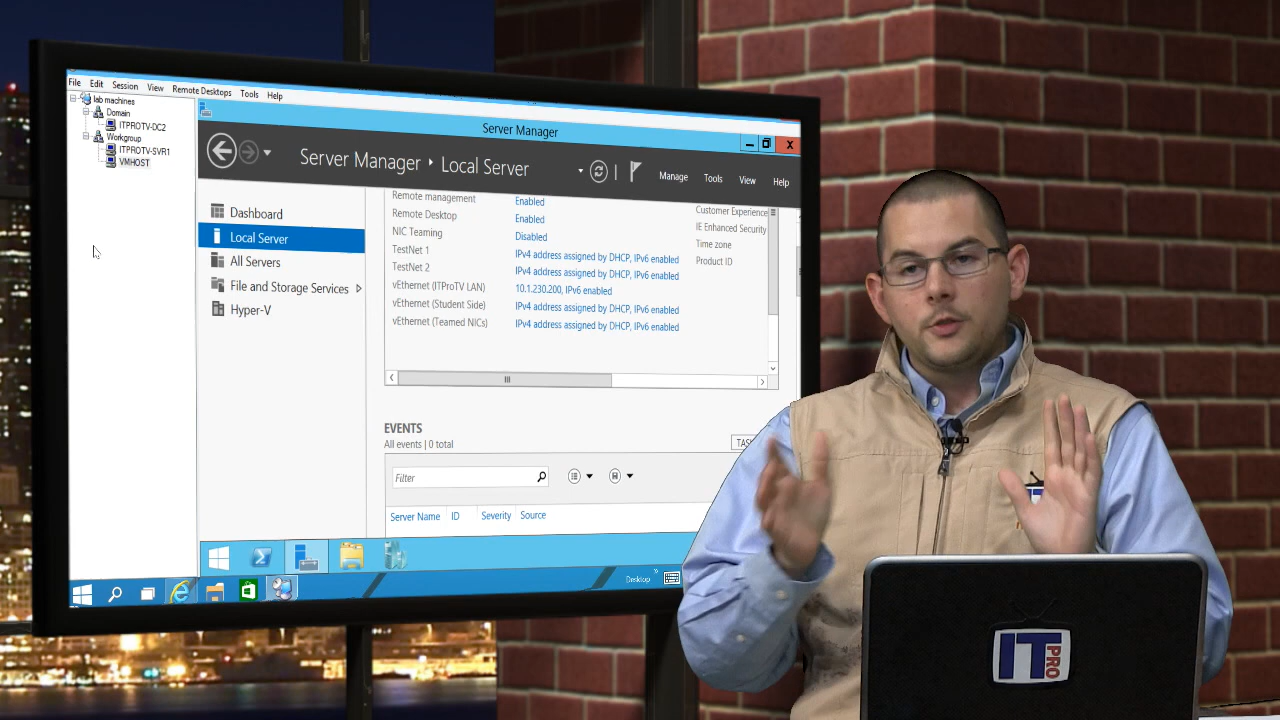 File Edit Session View Remote Desktops Tools Help
lab machines
Domain
ITPROTV-DC2
Workgroup
ITPROTV-SVR1
VMHOST
Server Manager
Server Manager Local Server
Manage Tools View Help
Dashboard
Local Server
All Servers
File and Storage Services
Hyper-V
Remote management Enabled
Remote Desktop Enabled
NIC Teaming Disabled
TestNet 1 IPv4 address assigned by DHCP, IPv6 enabled
TestNet 2 IPv4 address assigned by DHCP, IPv6 enabled
vEthernet (ITProTV LAN) 10.1.230.200, IPv6 enabled
vEthernet (Student Side) IPv4 address assigned by DHCP, IPv6 enabled
vEthernet (Teamed NICs) IPv4 address assigned by DHCP, IPv6 enabled
Customer Experience
IE Enhanced Security
Time zone
Product ID
EVENTS
All events | 0 total
TAS
Filter
Server Name ID Severity Source
Desktop
IT PRO